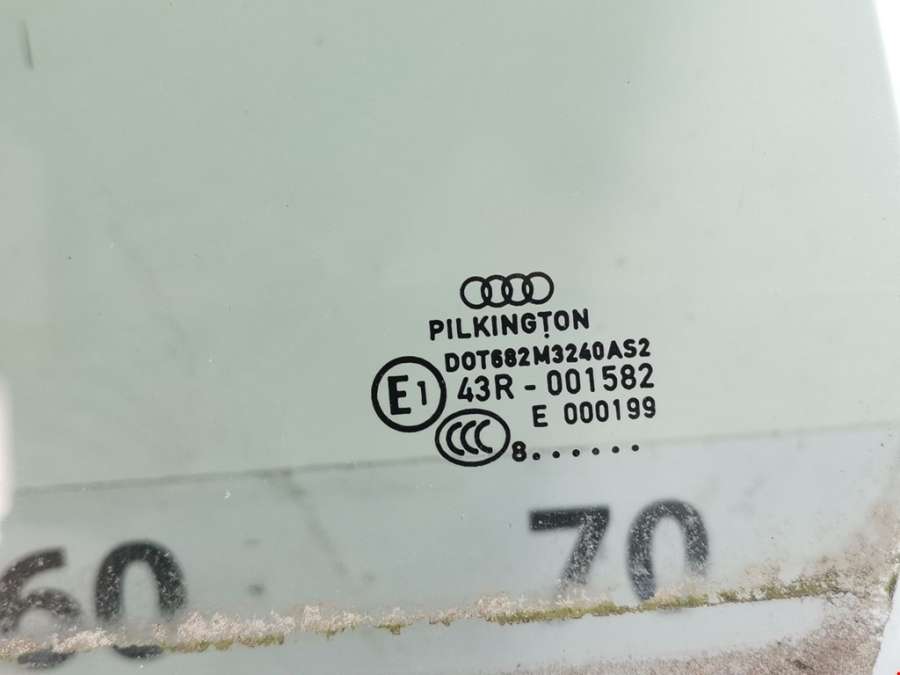 PILKINGTON
DOT682M3240AS2
E1 43R - 001582
E 000199
CCC 8. . . . . .
60 70